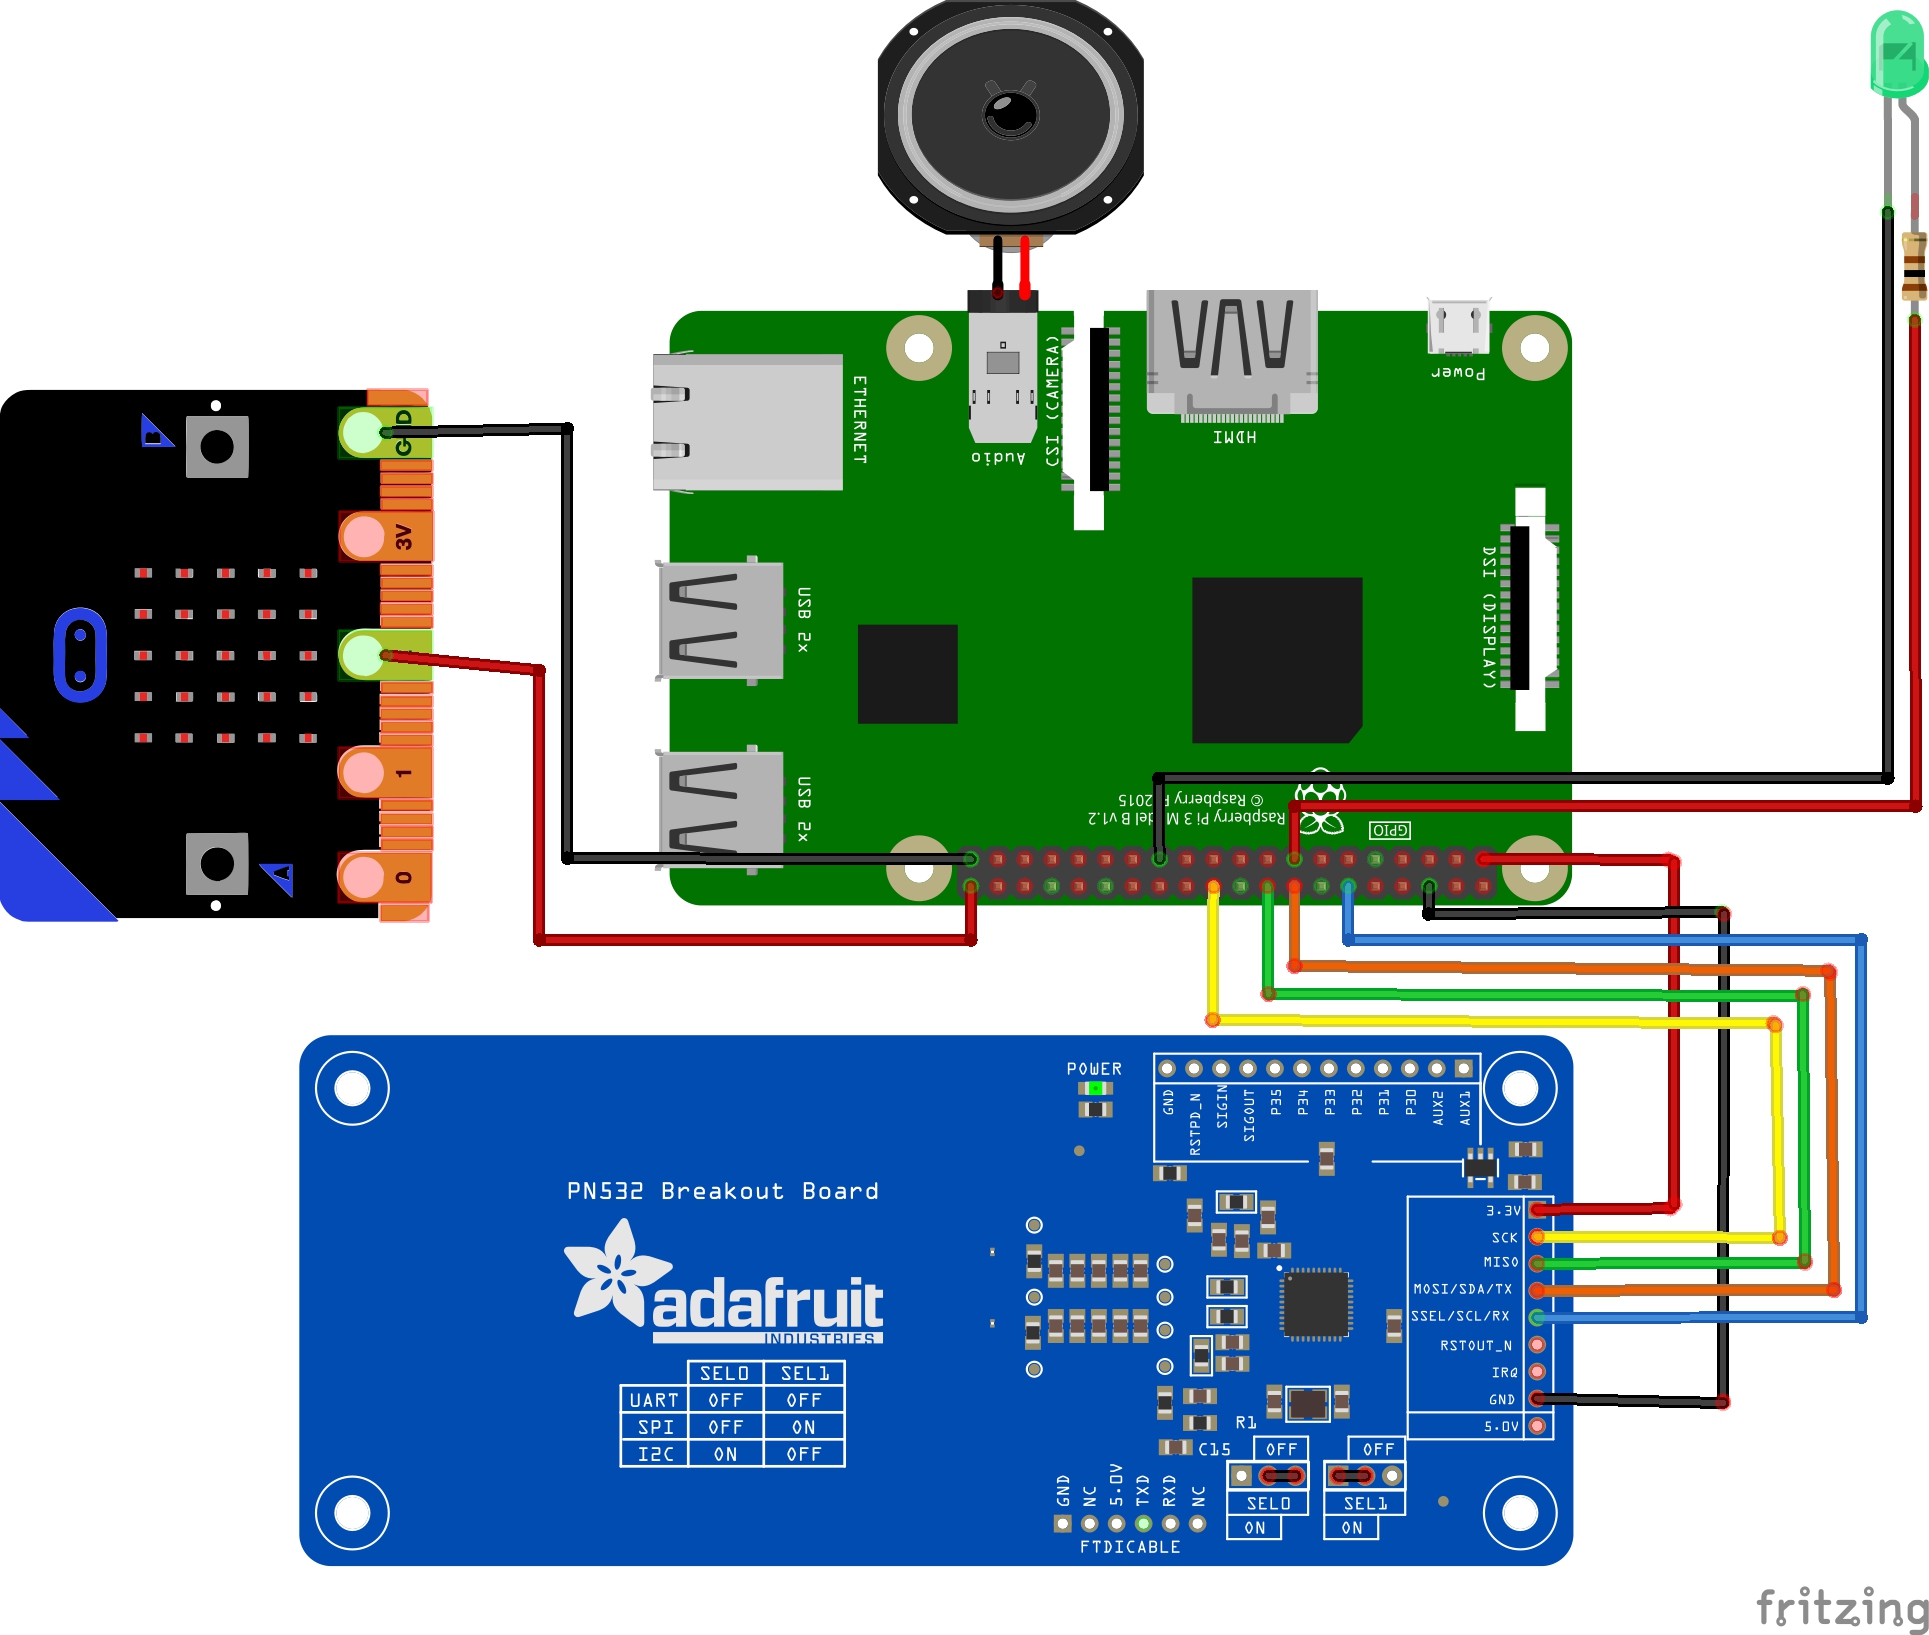 B
GND
3V
1
0
A
ETHERNET
Audio
CSI (CAMERA)
HDMI
Power
DSI (DISPLAY)
USB 2x
USB 2x
© Raspberry
2015
Raspberry Pi 3 M del B v1.2
GPIO
POWER
GND
RSTPD_N
SIGIN
SIGOUT
P35
P34
P33
P32
P31
P30
AUX2
AUX1
PN532 Breakout Board
adafruit
INDUSTRIES
SEL0 SEL1
UART OFF OFF
SPI OFF ON
I2C ON OFF
3.3V
SCK
MISO
MOSI/SDA/TX
SSEL/SCL/RX
RSTOUT_N
IRQ
GND
5.0V
R1
C15
OFF OFF
SEL0 SEL1
ON ON
GND
NC
5.0V
TXD
RXD
NC
FTDICABLE
fritzing